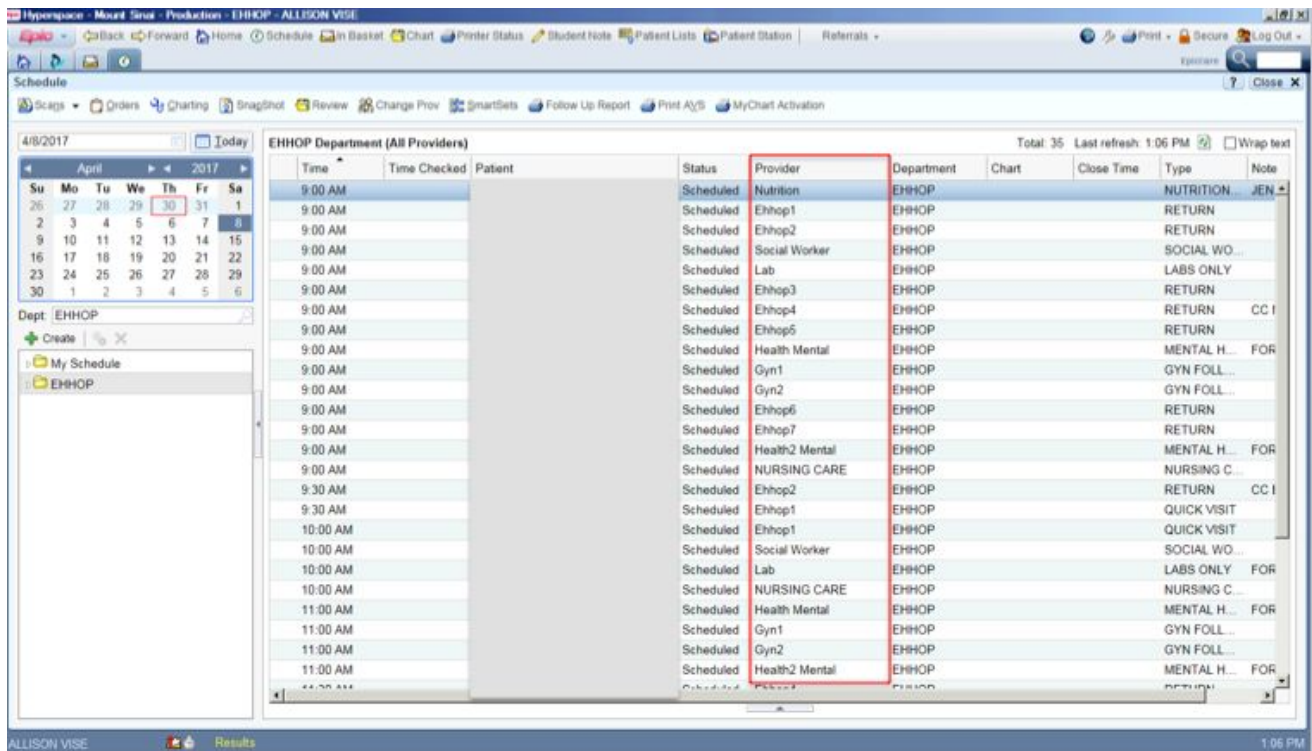 Hyperspace - Mount Sinai - Production - EHHOP - ALLISON VISE
Epic Back Forward Home Schedule In Basket Chart Printer Status Student Note Patient Lists Patient Station Referrals Print Secure Log Out
Schedule ? Close X
Scans Orders Charting SnapShot Review Change Prov SmartSets Follow Up Report Print AVS MyChart Activation
4/8/2017 Today EHHOP Department (All Providers) Total: 35 Last refresh: 1:06 PM Wrap text
April 2017
Su Mo Tu We Th Fr Sa
26 27 28 29 30 31 1
2 3 4 5 6 7 8
9 10 11 12 13 14 15
16 17 18 19 20 21 22
23 24 25 26 27 28 29
30 1 2 3 4 5 6
Dept: EHHOP
Create
My Schedule
EHHOP
Time Time Checked Patient Status Provider Department Chart Close Time Type Note
9:00 AM Scheduled Nutrition EHHOP NUTRITION... JEN
9:00 AM Scheduled Ehhop1 EHHOP RETURN
9:00 AM Scheduled Ehhop2 EHHOP RETURN
9:00 AM Scheduled Social Worker EHHOP SOCIAL WO...
9:00 AM Scheduled Lab EHHOP LABS ONLY
9:00 AM Scheduled Ehhop3 EHHOP RETURN
9:00 AM Scheduled Ehhop4 EHHOP RETURN CC
9:00 AM Scheduled Ehhop5 EHHOP RETURN
9:00 AM Scheduled Health Mental EHHOP MENTAL H... FOR
9:00 AM Scheduled Gyn1 EHHOP GYN FOLL...
9:00 AM Scheduled Gyn2 EHHOP GYN FOLL...
9:00 AM Scheduled Ehhop6 EHHOP RETURN
9:00 AM Scheduled Ehhop7 EHHOP RETURN
9:00 AM Scheduled Health2 Mental EHHOP MENTAL H... FOR
9:00 AM Scheduled NURSING CARE EHHOP NURSING C...
9:30 AM Scheduled Ehhop2 EHHOP RETURN CC
9:30 AM Scheduled Ehhop1 EHHOP QUICK VISIT
10:00 AM Scheduled Ehhop1 EHHOP QUICK VISIT
10:00 AM Scheduled Social Worker EHHOP SOCIAL WO...
10:00 AM Scheduled Lab EHHOP LABS ONLY FOR
10:00 AM Scheduled NURSING CARE EHHOP NURSING C...
11:00 AM Scheduled Health Mental EHHOP MENTAL H... FOR
11:00 AM Scheduled Gyn1 EHHOP GYN FOLL...
11:00 AM Scheduled Gyn2 EHHOP GYN FOLL...
11:00 AM Scheduled Health2 Mental EHHOP MENTAL H... FOR
ALLISON VISE Results 1:06 PM